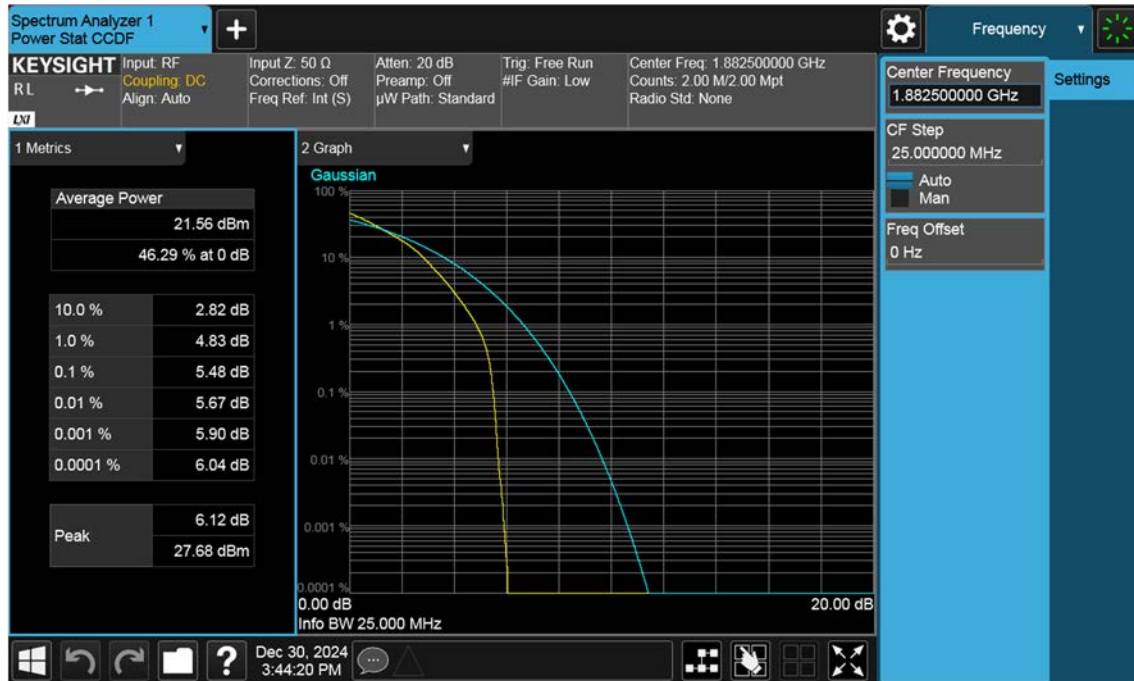 Spectrum Analyzer 1
Power Stat CCDF
Frequency
KEYSIGHT
R L
LXI
Input: RF
Coupling: DC
Align: Auto
Input Z: 50 Ω
Corrections: Off
Freq Ref: Int (S)
Atten: 20 dB
Preamp: Off
µW Path: Standard
Trig: Free Run
#IF Gain: Low
Center Freq: 1.882500000 GHz
Counts: 2.00 M/2.00 Mpt
Radio Std: None
Center Frequency
1.882500000 GHz
Settings
CF Step
25.000000 MHz
Auto
Man
Freq Offset
0 Hz
1 Metrics
Average Power
21.56 dBm
46.29 % at 0 dB
10.0 % 2.82 dB
1.0 % 4.83 dB
0.1 % 5.48 dB
0.01 % 5.67 dB
0.001 % 5.90 dB
0.0001 % 6.04 dB
Peak
6.12 dB
27.68 dBm
2 Graph
Gaussian
100 %
10 %
1 %
0.1 %
0.01 %
0.001 %
0.0001 %
0.00 dB 20.00 dB
Info BW 25.000 MHz
?
Dec 30, 2024
3:44:20 PM